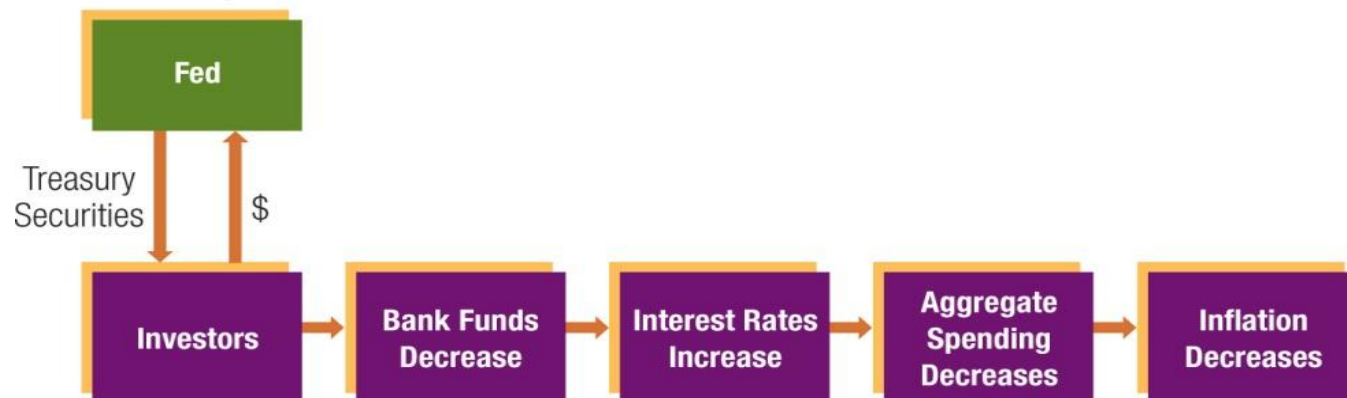 Fed
Treasury
Securities
$
Investors
Bank Funds
Decrease
Interest Rates
Increase
Aggregate
Spending
Decreases
Inflation
Decreases